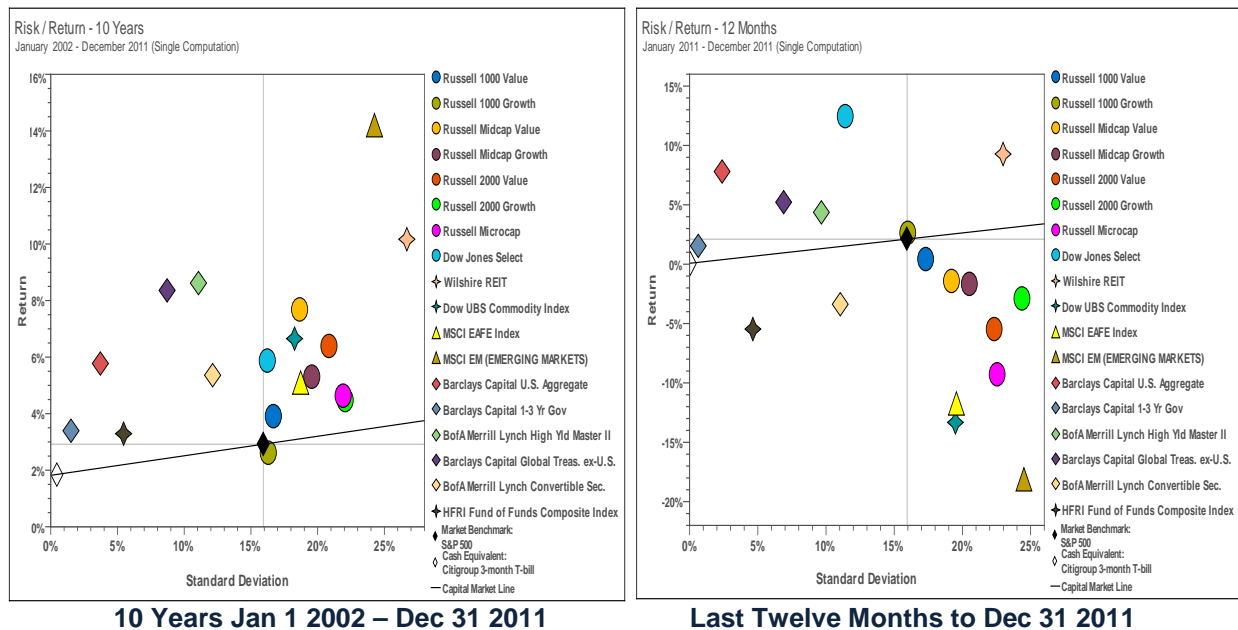 Risk / Return - 10 Years
January 2002 - December 2011 (Single Computation)
16%
14%
12%
10%
8%
6%
4%
2%
0%
Return
0%
5%
10%
15%
20%
25%
Standard Deviation
Russell 1000 Value
Russell 1000 Growth
Russell Midcap Value
Russell Midcap Growth
Russell 2000 Value
Russell 2000 Growth
Russell Microcap
Dow Jones Select
Wilshire REIT
Dow UBS Commodity Index
MSCI EAFE Index
MSCI EM (EMERGING MARKETS)
Barclays Capital U.S. Aggregate
Barclays Capital 1-3 Yr Gov
BofA Merrill Lynch High Yld Master II
Barclays Capital Global Treas. ex-U.S.
BofA Merrill Lynch Convertible Sec.
HFRI Fund of Funds Composite Index
Market Benchmark:
S&P 500
Cash Equivalent:
Citigroup 3-month T-bill
Capital Market Line
10 Years Jan 1 2002 – Dec 31 2011
Risk / Return - 12 Months
January 2011 - December 2011 (Single Computation)
15%
10%
5%
0%
-5%
-10%
-15%
-20%
Return
0%
5%
10%
15%
20%
25%
Standard Deviation
Russell 1000 Value
Russell 1000 Growth
Russell Midcap Value
Russell Midcap Growth
Russell 2000 Value
Russell 2000 Growth
Russell Microcap
Dow Jones Select
Wilshire REIT
Dow UBS Commodity Index
MSCI EAFE Index
MSCI EM (EMERGING MARKETS)
Barclays Capital U.S. Aggregate
Barclays Capital 1-3 Yr Gov
BofA Merrill Lynch High Yld Master II
Barclays Capital Global Treas. ex-U.S.
BofA Merrill Lynch Convertible Sec.
HFRI Fund of Funds Composite Index
Market Benchmark:
S&P 500
Cash Equivalent:
Citigroup 3-month T-bill
Capital Market Line
Last Twelve Months to Dec 31 2011